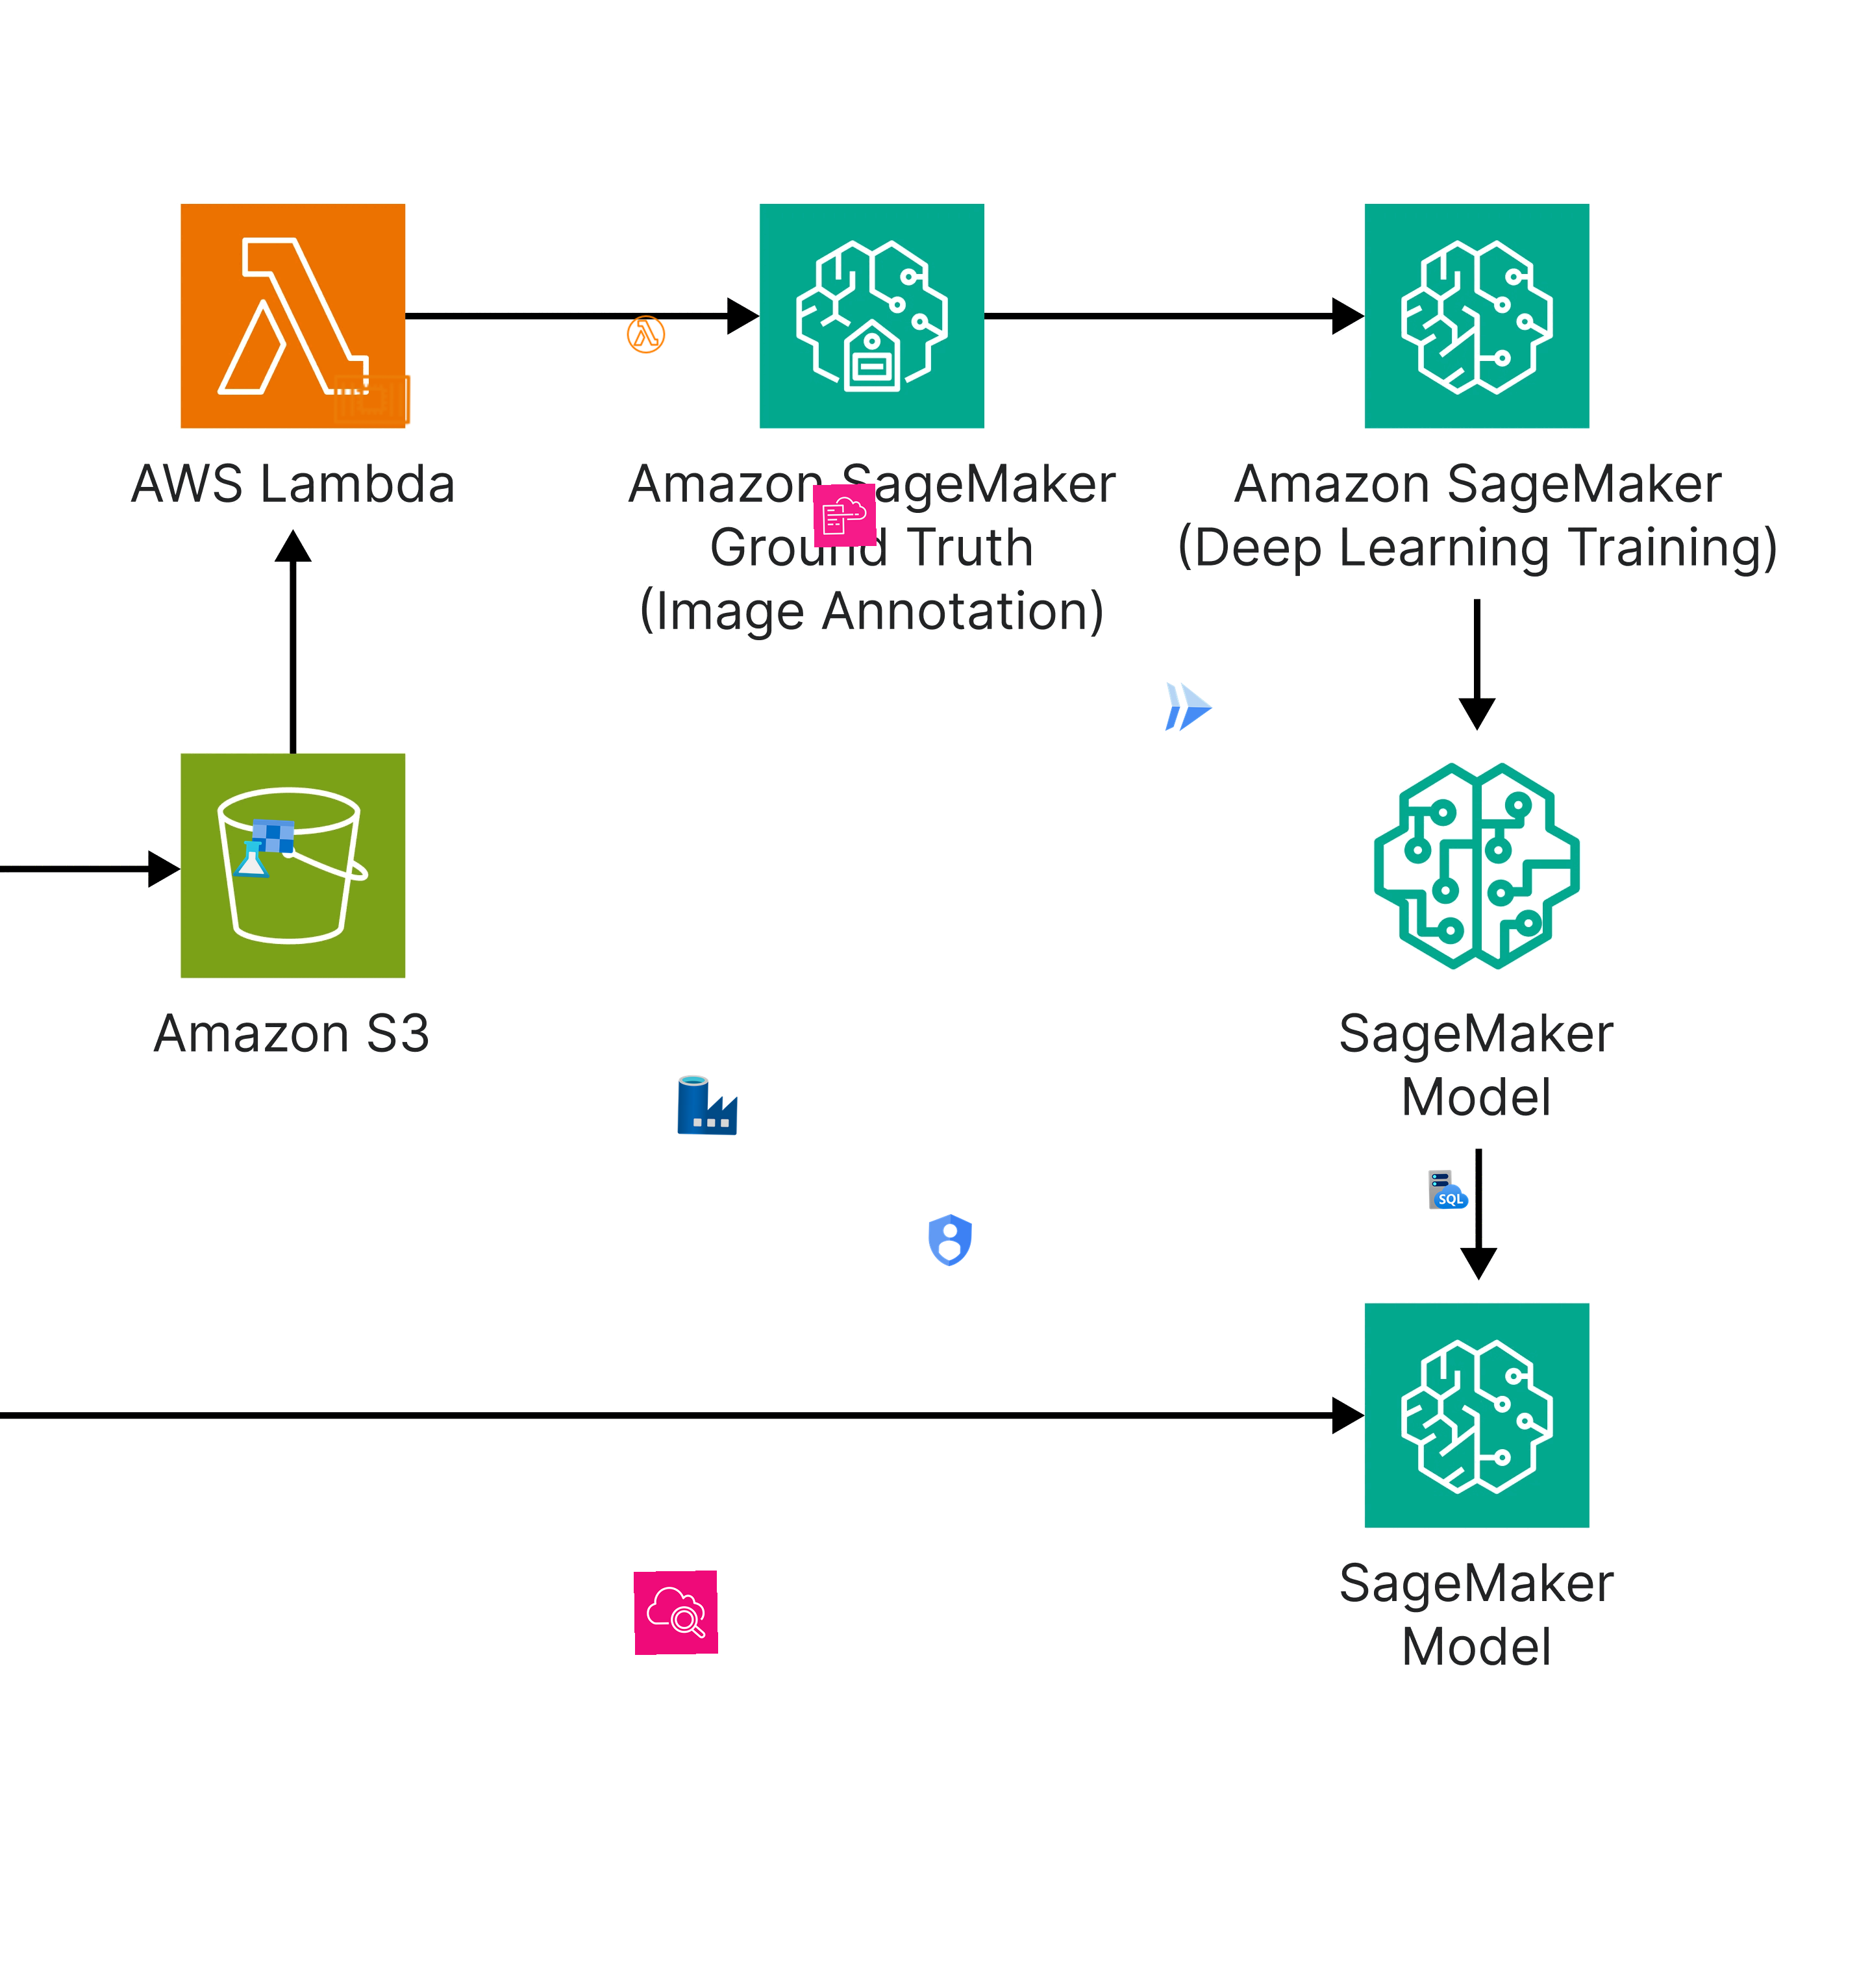 AWS Lambda
Amazon SageMaker
Ground Truth
(Image Annotation)
Amazon SageMaker
(Deep Learning Training)
Amazon S3
SageMaker
Model
SQL
SageMaker
Model